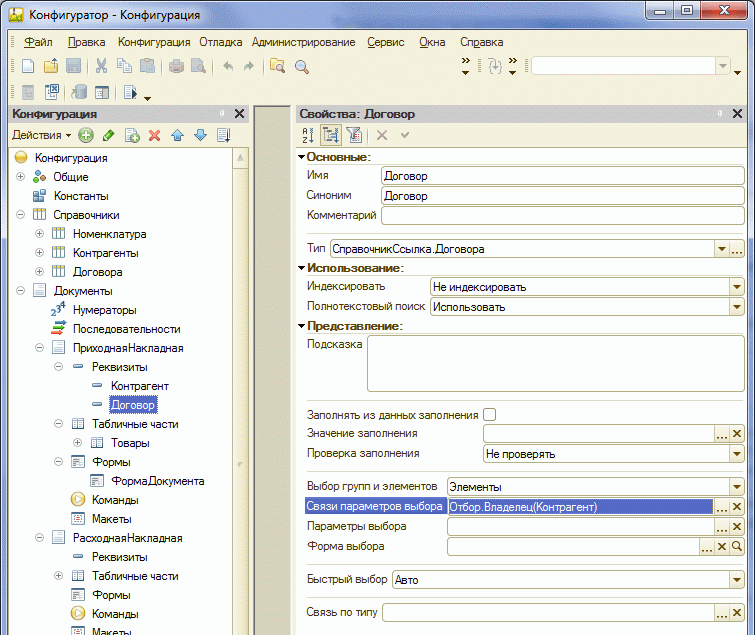 Конфигуратор - Конфигурация
Файл Правка Конфигурация Отладка Администрирование Сервис Окна Справка
Конфигурация
Действия
Конфигурация
Общие
Константы
Справочники
Номенклатура
Контрагенты
Договора
Документы
Нумераторы
Последовательности
ПриходнаяНакладная
Реквизиты
Контрагент
Договор
Табличные части
Товары
Формы
ФормаДокумента
Команды
Макеты
РасходнаяНакладная
Реквизиты
Табличные части
Формы
Команды
Макеты
Свойства: Договор
Основные:
Имя Договор
Синоним Договор
Комментарий
Тип СправочникСсылка.Договора
Использование:
Индексировать Не индексировать
Полнотекстовый поиск Использовать
Представление:
Подсказка
Заполнять из данных заполнения
Значение заполнения
Проверка заполнения Не проверять
Выбор групп и элементов Элементы
Связи параметров выбора Отбор.Владелец(Контрагент)
Параметры выбора
Форма выбора
Быстрый выбор Авто
Связь по типу